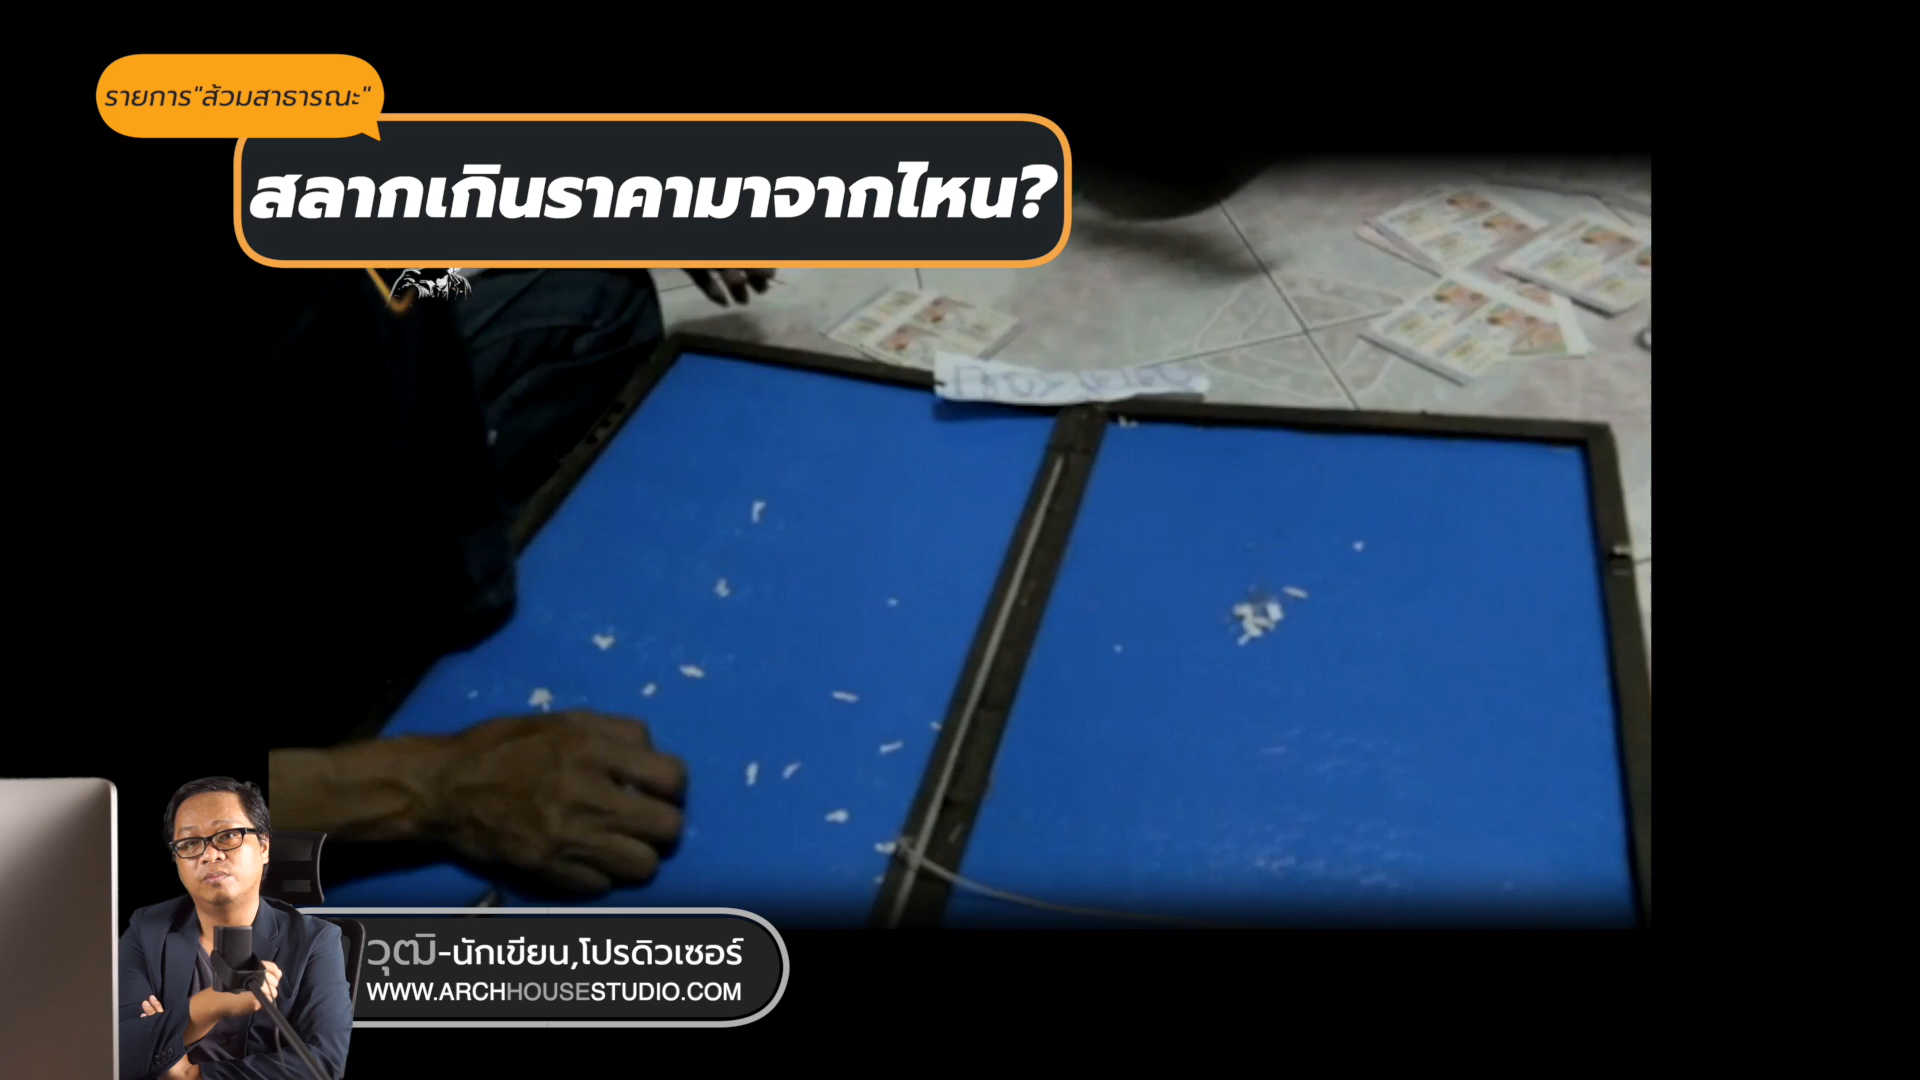 รายการ"ส้วมสาธารณะ"
สลากเกินราคามาจากไหน?
วุฒิ-นักเขียน,โปรดิวเซอร์
WWW.ARCHHOUSESTUDIO.COM